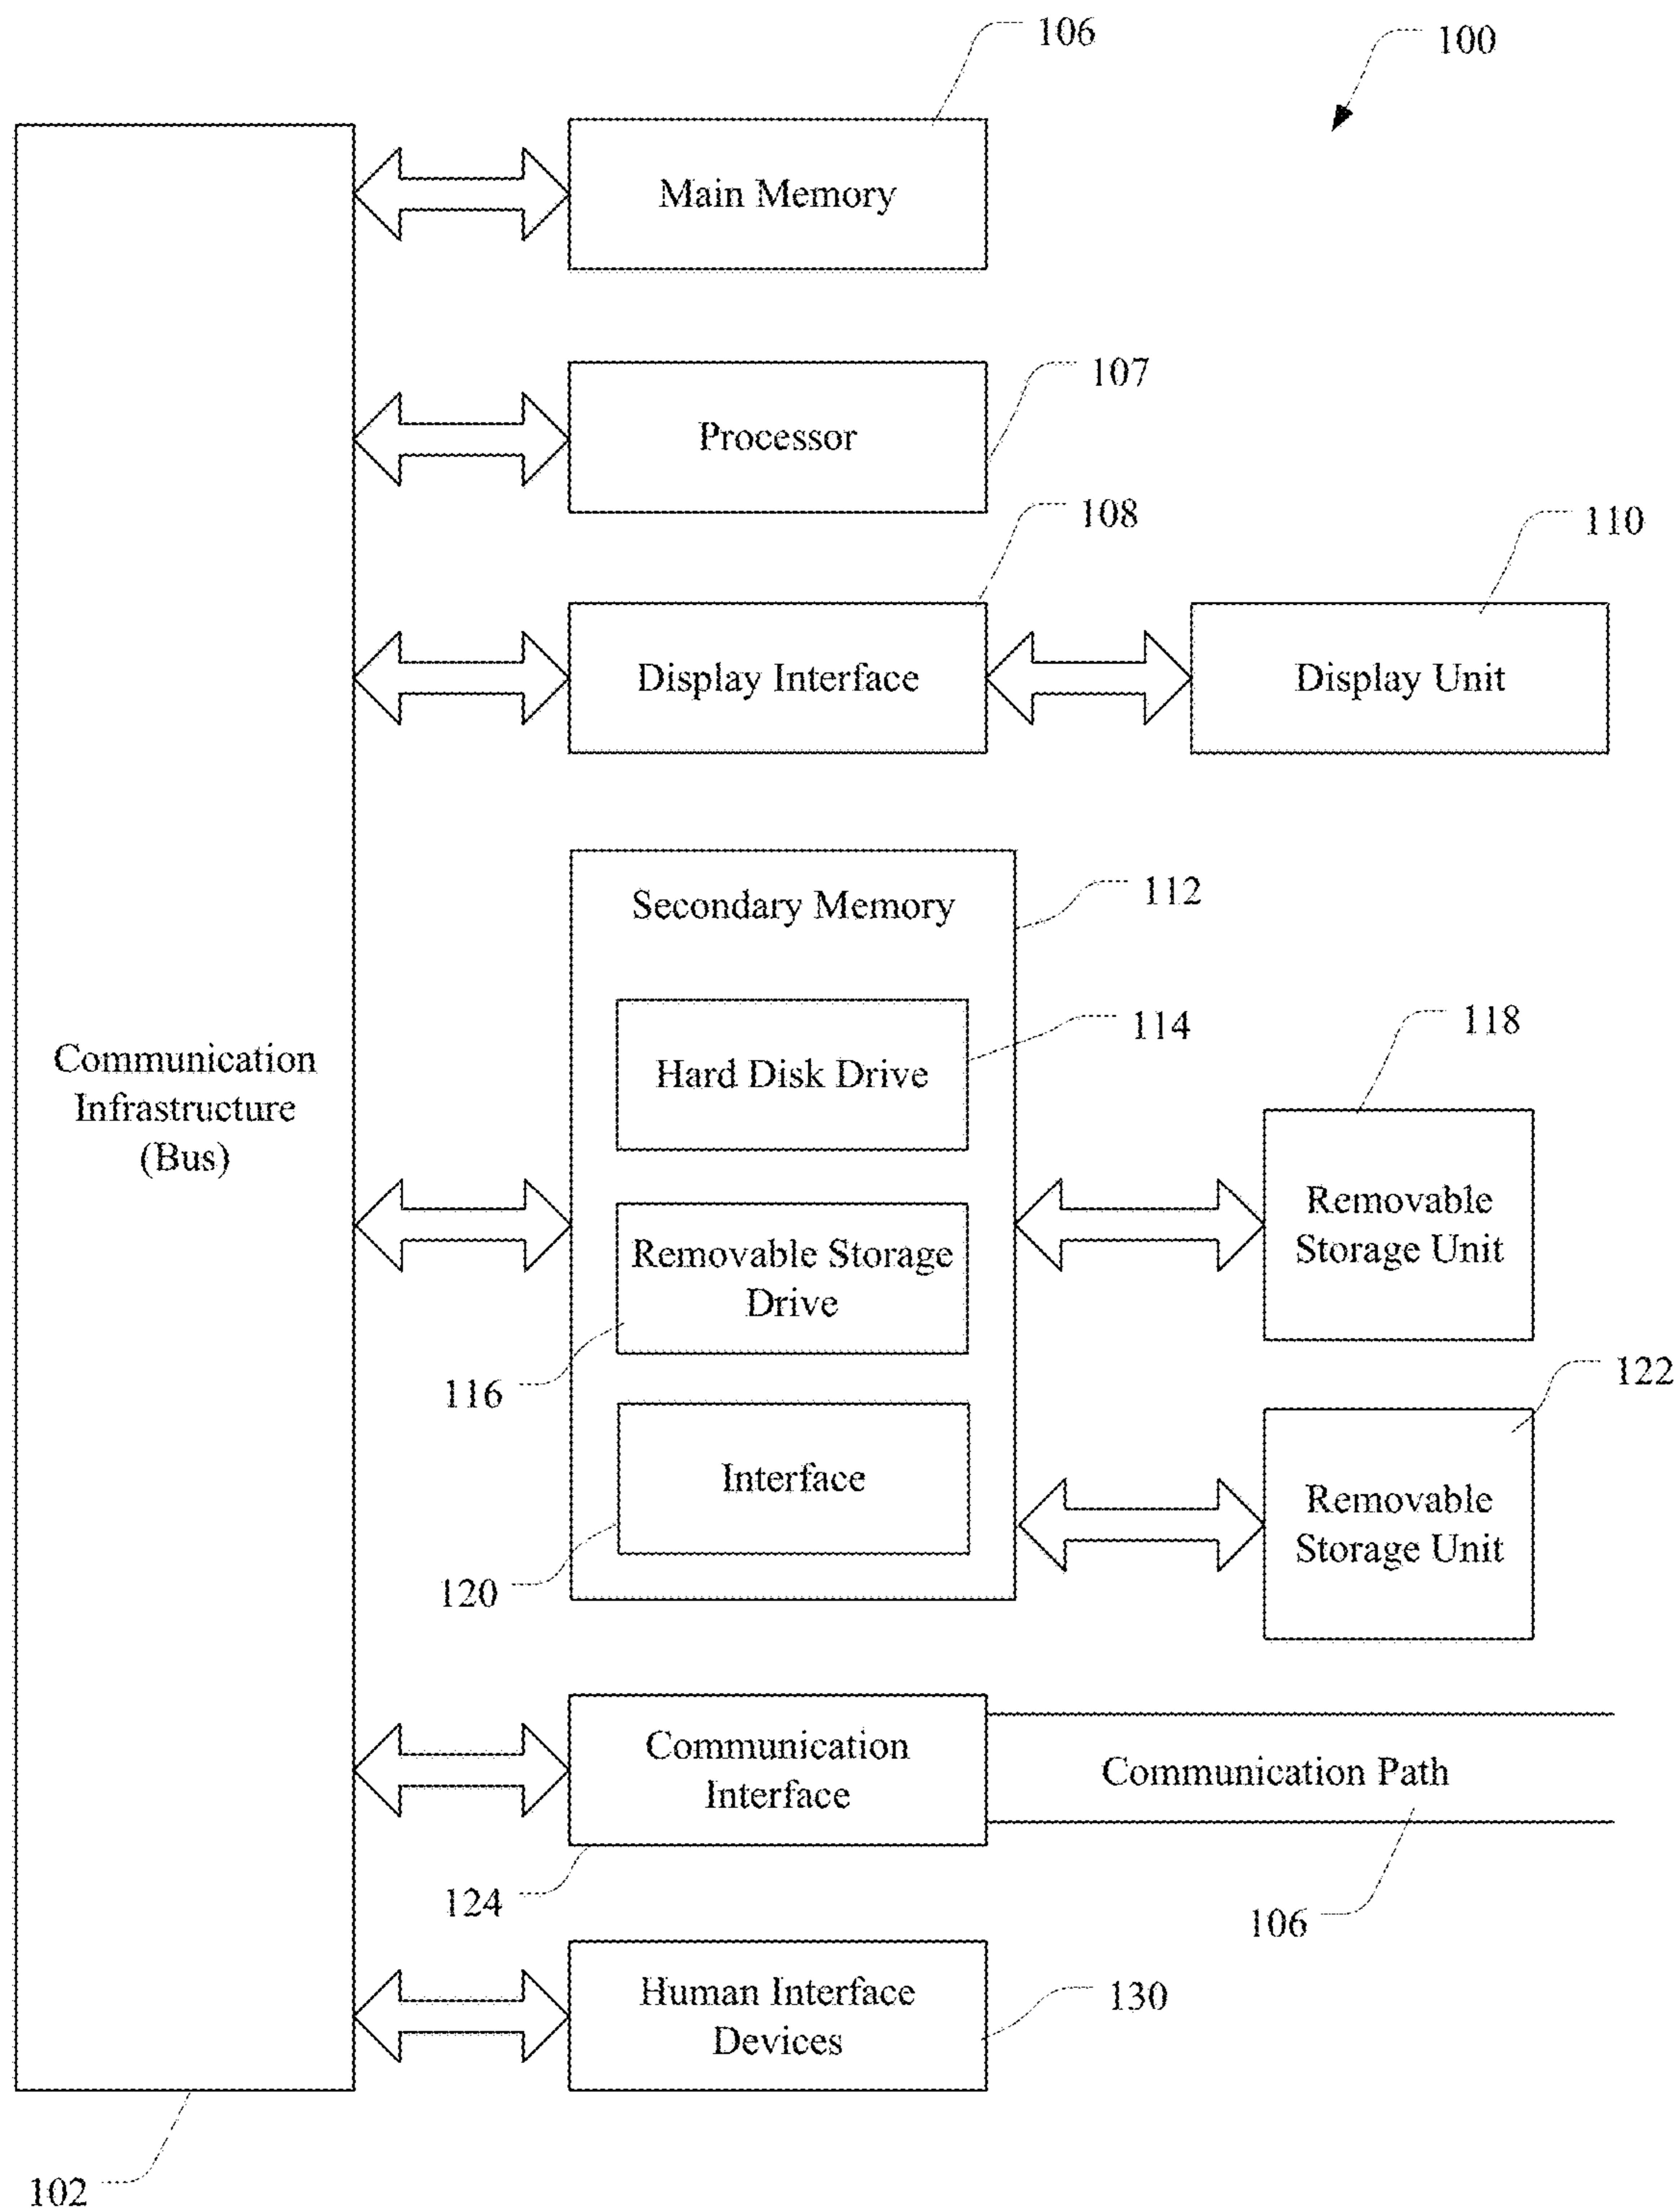 106
100
Main Memory
107
Processor
108
110
Display Interface
Display Unit
Secondary Memory
112
114
118
Hard Disk Drive
Communication
Infrastructure
(Bus)
Removable
Storage Unit
Removable Storage
Drive
116
122
Interface
Removable
Storage Unit
120
Communication
Interface
Communication Path
124
106
Human Interface
Devices
130
102